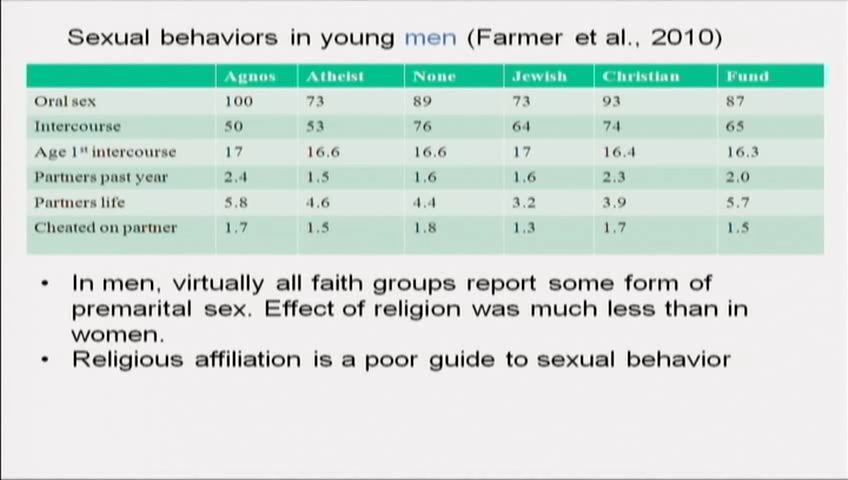 Sexual behaviors in young men (Farmer et al., 2010)
Agnos Atheist None Jewish Christian Fund
Oral sex 100 73 89 73 93 87
Intercourse 50 53 76 64 74 65
Age 1st intercourse 17 16.6 16.6 17 16.4 16.3
Partners past year 2.4 1.5 1.6 1.6 2.3 2.0
Partners life 5.8 4.6 4.4 3.2 3.9 5.7
Cheated on partner 1.7 1.5 1.8 1.3 1.7 1.5
• In men, virtually all faith groups report some form of
premarital sex. Effect of religion was much less than in
women.
• Religious affiliation is a poor guide to sexual behavior